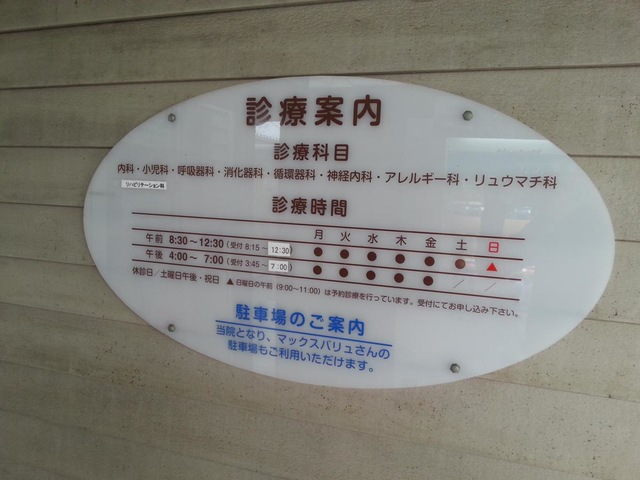 診療案内
診療科目
内科・小児科・呼吸器科・消化器科・循環器科・神経内科・アレルギー科・リュウマチ科
リハビリテーション科
診療時間
月 火 水 木 金 土 日
午前 8:30～12:30 (受付 8:15～12:30) ● ● ● ● ● ● ▲
午後 4:00～ 7:00 (受付 3:45～7:00) ● ● ● ● ● ／ ／
休診日／土曜日午後・祝日 ▲日曜日の午前（9:00～11:00）は予約診療を行っています。受付にてお申し込み下さい。
駐車場のご案内
当院となり、マックスバリュさんの
駐車場もご利用いただけます。